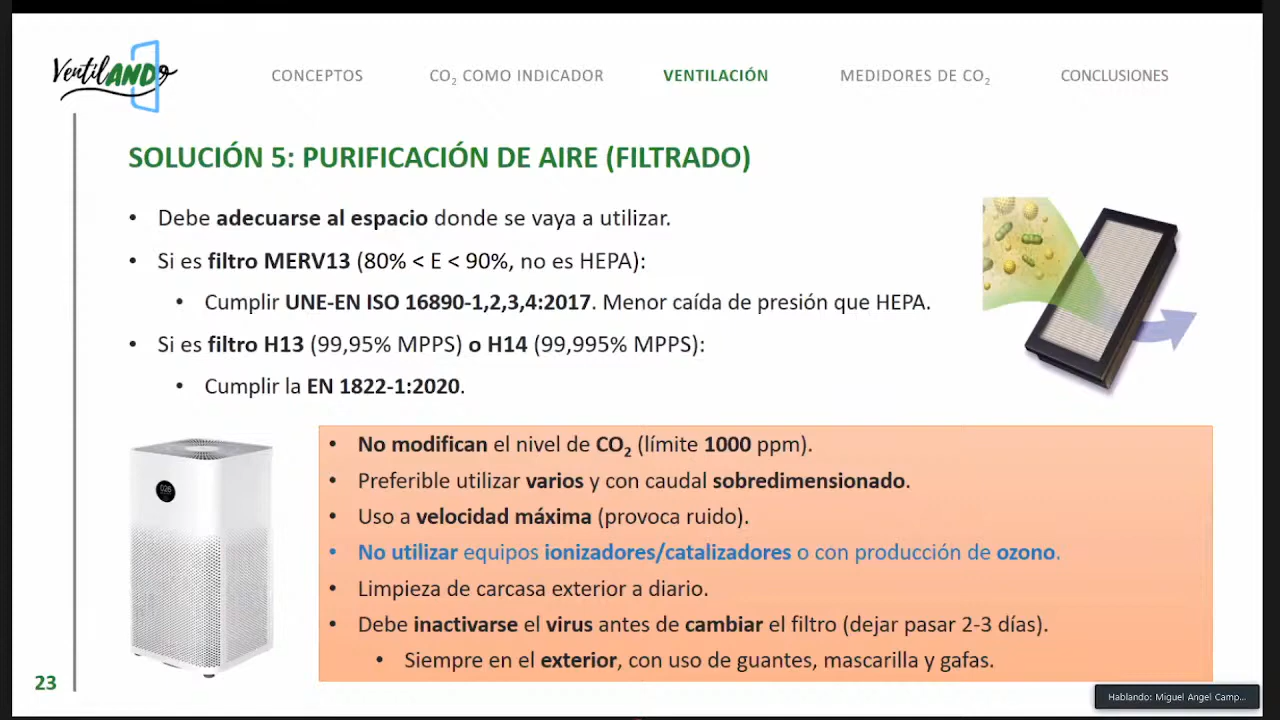 VentilANDo
CONCEPTOS
CO₂ COMO INDICADOR
VENTILACIÓN
MEDIDORES DE CO₂
CONCLUSIONES
SOLUCIÓN 5: PURIFICACIÓN DE AIRE (FILTRADO)
• Debe adecuarse al espacio donde se vaya a utilizar.
• Si es filtro MERV13 (80% < E < 90%, no es HEPA):
• Cumplir UNE-EN ISO 16890-1,2,3,4:2017. Menor caída de presión que HEPA.
• Si es filtro H13 (99,95% MPPS) o H14 (99,995% MPPS):
• Cumplir la EN 1822-1:2020.
• No modifican el nivel de CO₂ (límite 1000 ppm).
• Preferible utilizar varios y con caudal sobredimensionado.
• Uso a velocidad máxima (provoca ruido).
• No utilizar equipos ionizadores/catalizadores o con producción de ozono.
• Limpieza de carcasa exterior a diario.
• Debe inactivarse el virus antes de cambiar el filtro (dejar pasar 2-3 días).
• Siempre en el exterior, con uso de guantes, mascarilla y gafas.
23
Hablando: Miguel Angel Camp...